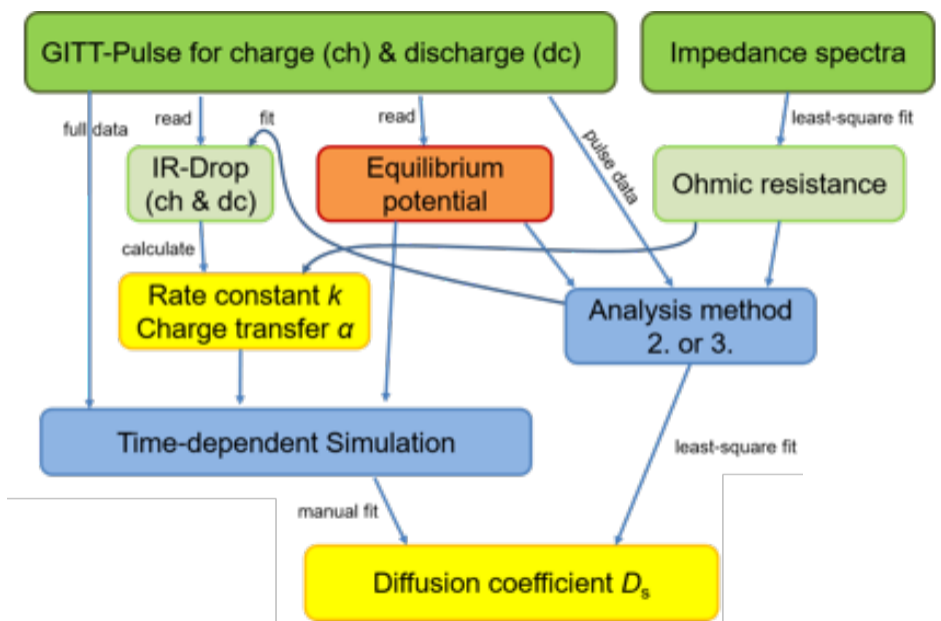 GITT-Pulse for charge (ch) & discharge (dc)
Impedance spectra
full data
read
fit
read
pulse data
least-square fit
IR-Drop
(ch & dc)
Equilibrium
potential
Ohmic resistance
calculate
Rate constant k
Charge transfer α
Analysis method
2. or 3.
Time-dependent Simulation
least-square fit
manual fit
Diffusion coefficient Ds